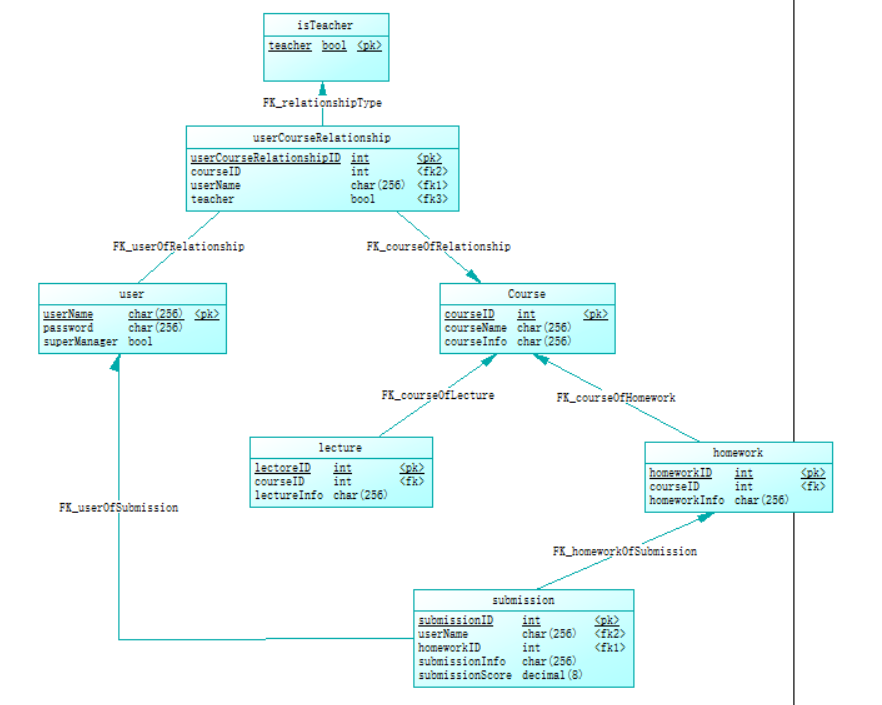 isTeacher
teacher bool <pk>
FK_relationshipType
userCourseRelationship
userCourseRelationshipID int <pk>
courseID int <fk2>
userName char(256) <fk1>
teacher bool <fk3>
FK_userOfRelationship
FK_courseOfRelationship
user
userName char(256) <pk>
password char(256)
superManager bool
Course
courseID int <pk>
courseName char(256)
courseInfo char(256)
FK_courseOfLecture
FK_courseOfHomework
lecture
lectoreID int <pk>
courseID int <fk>
lectureInfo char(256)
homework
homeworkID int <pk>
courseID int <fk>
homeworkInfo char(256)
FK_userOfSubmission
FK_homeworkOfSubmission
submission
submissionID int <pk>
userName char(256) <fk2>
homeworkID int <fk1>
submissionInfo char(256)
submissionScore decimal(8)